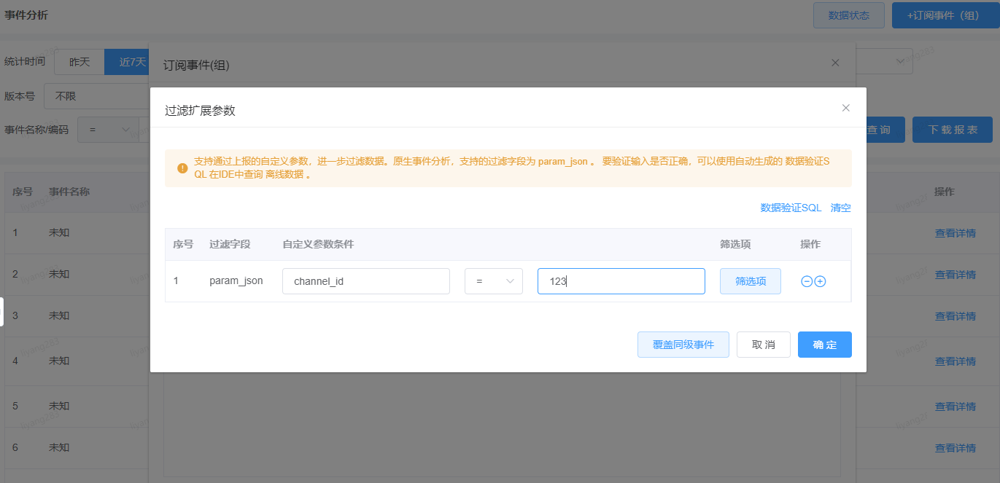 事件分析
数据状态
+订阅事件（组）
统计时间
昨天
近7天
订阅事件(组)
版本号
不限
过滤扩展参数
事件名称/编码
=
查 询
下 载 报 表
支持通过上报的自定义参数，进一步过滤数据。原生事件分析，支持的过滤字段为 param_json 。 要验证输入是否正确，可以使用自动生成的 数据验证S
QL 在IDE中查询 离线数据 。
数据验证SQL 清空
序号 事件名称 操作
序号 过滤字段 自定义参数条件 筛选项 操作
1 未知 查看详情
1 param_json channel_id = 123 筛选项
2 未知 查看详情
3 未知 查看详情
覆盖同级事件 取 消 确 定
4 未知 查看详情
5 未知 查看详情
6 未知 查看详情
liyang283